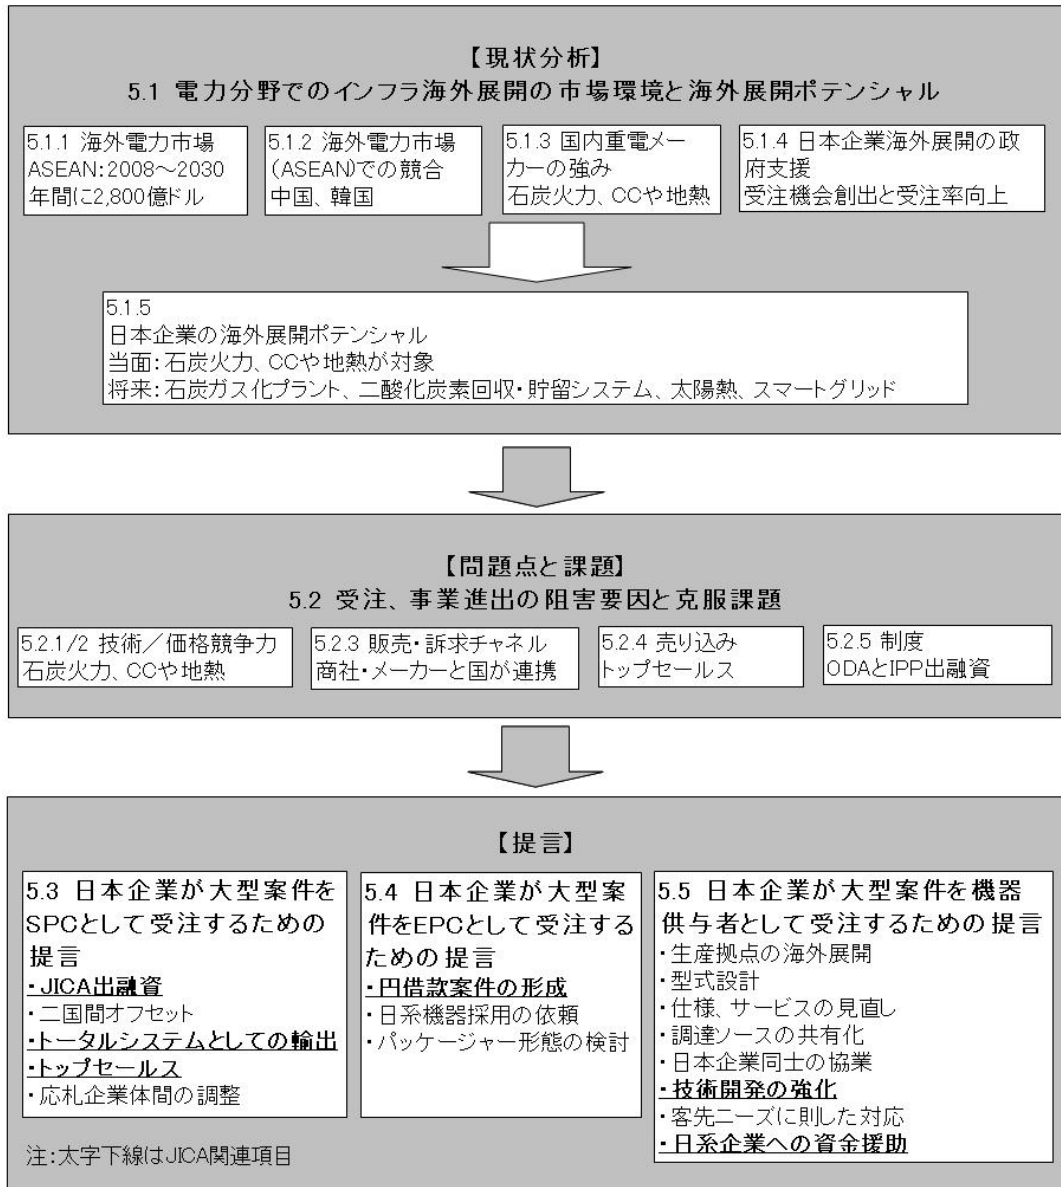 【現状分析】
5.1 電力分野でのインフラ海外展開の市場環境と海外展開ポテンシャル
5.1.1 海外電力市場
ASEAN:2008～2030
年間に2,800億ドル
5.1.2 海外電力市場
(ASEAN)での競合
中国、韓国
5.1.3 国内重電メー
カーの強み
石炭火力、CCや地熱
5.1.4 日本企業海外展開の政
府支援
受注機会創出と受注率向上
5.1.5
日本企業の海外展開ポテンシャル
当面:石炭火力、CCや地熱が対象
将来:石炭ガス化プラント、二酸化炭素回収・貯留システム、太陽熱、スマートグリッド
【問題点と課題】
5.2 受注、事業進出の阻害要因と克服課題
5.2.1/2 技術／価格競争力
石炭火力、CCや地熱
5.2.3 販売・訴求チャネル
商社・メーカーと国が連携
5.2.4 売り込み
トップセールス
5.2.5 制度
ODAとIPP出融資
【提言】
5.3 日本企業が大型案件を
SPCとして受注するための
提言
・JICA出融資
・二国間オフセット
・トータルシステムとしての輸出
・トップセールス
・応札企業体間の調整
5.4 日本企業が大型案
件をEPCとして受注する
ための提言
・円借款案件の形成
・日系機器採用の依頼
・パッケージャー形態の検討
5.5 日本企業が大型案件を機器
供与者として受注するための提言
・生産拠点の海外展開
・型式設計
・仕様、サービスの見直し
・調達ソースの共有化
・日本企業同士の協業
・技術開発の強化
・客先ニーズに則した対応
・日系企業への資金援助
注:太字下線はJICA関連項目